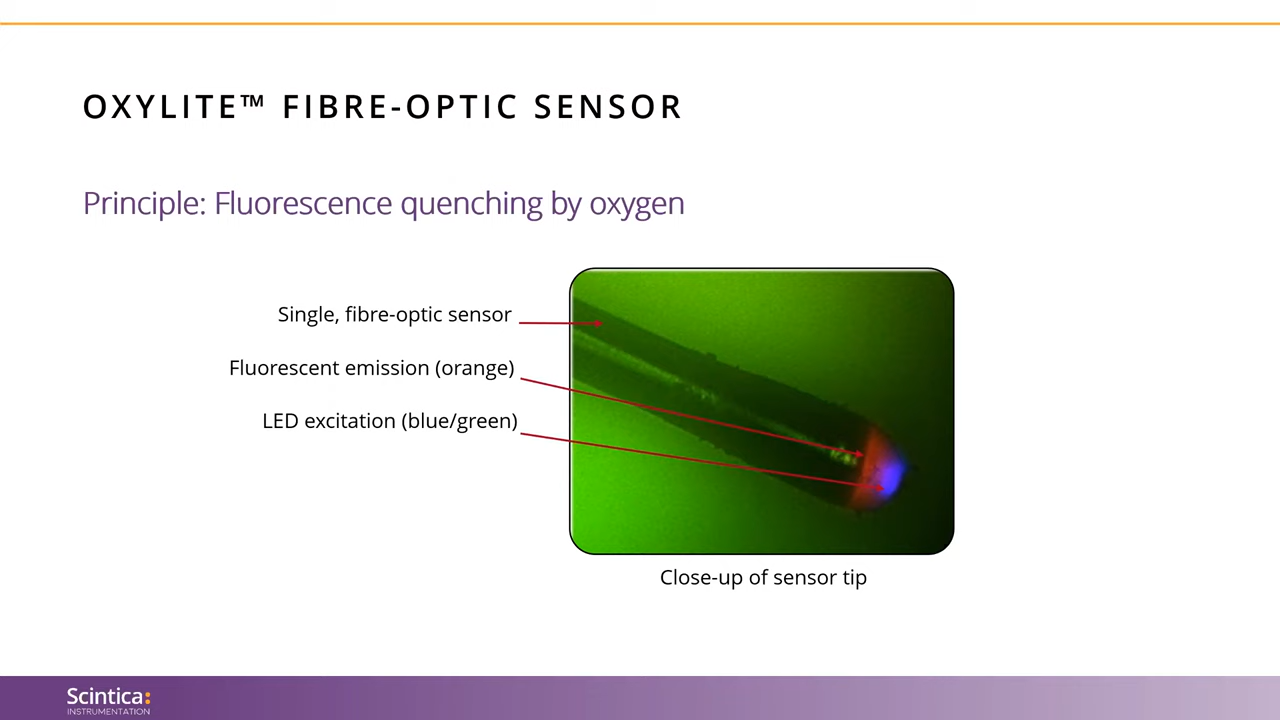 OXYLITE™ FIBRE-OPTIC SENSOR
Principle: Fluorescence quenching by oxygen
Single, fibre-optic sensor
Fluorescent emission (orange)
LED excitation (blue/green)
Close-up of sensor tip
Scintica:
INSTRUMENTATION